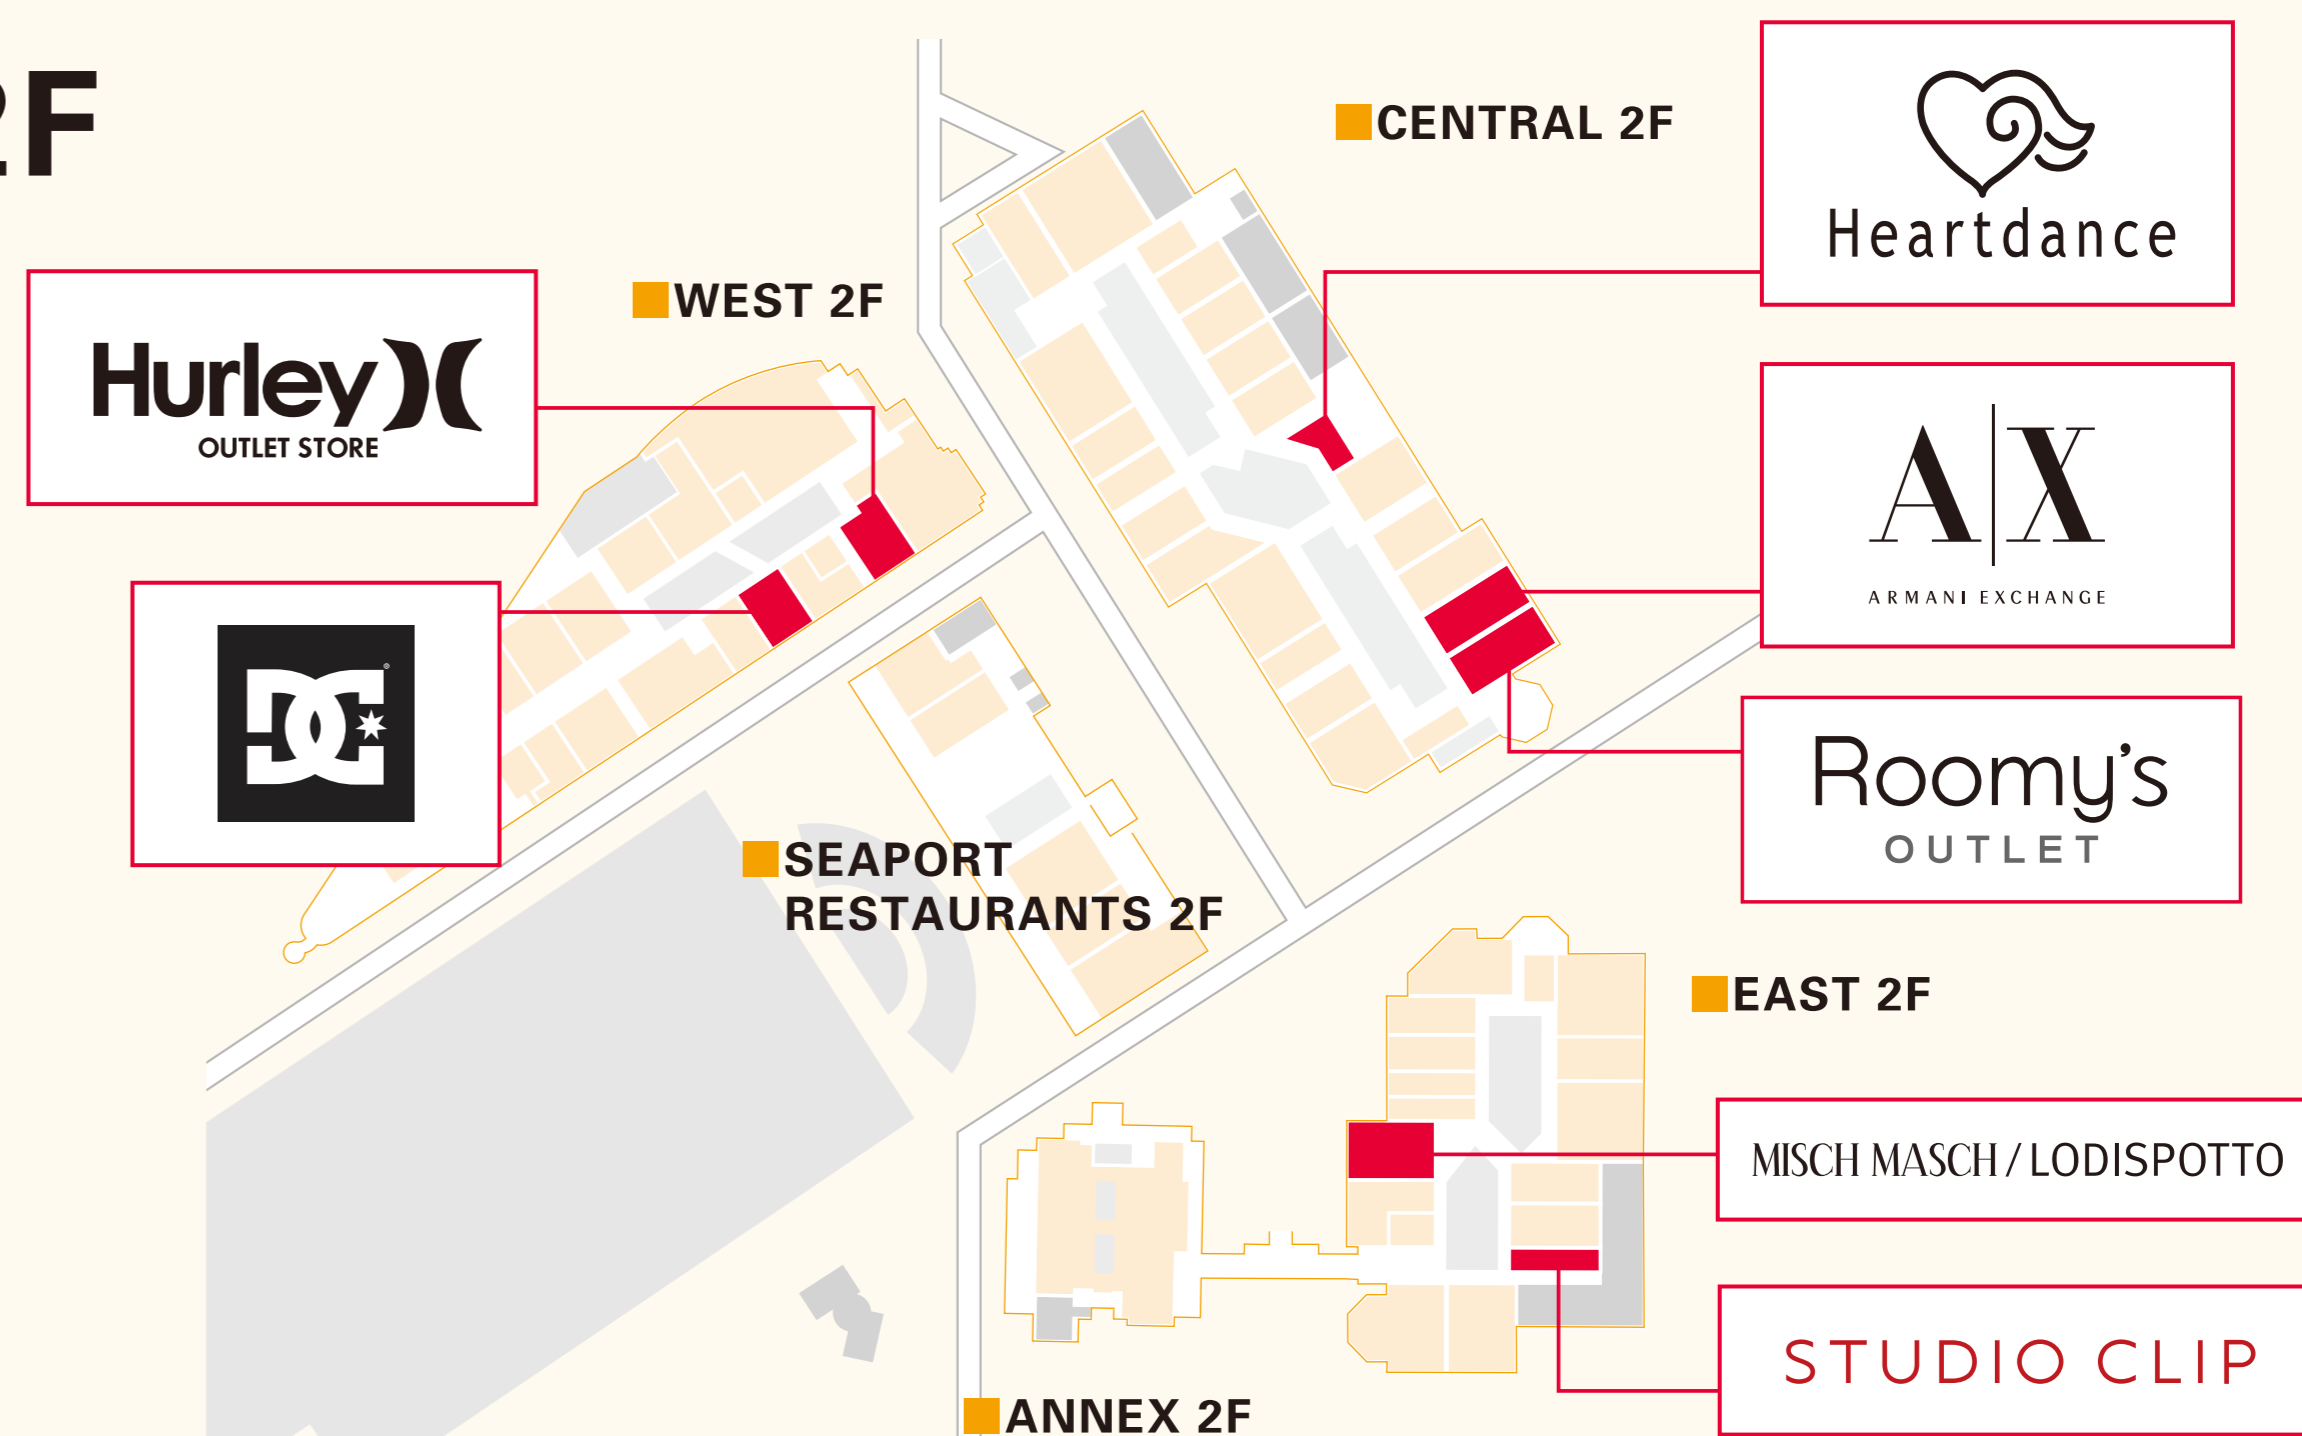 2F
CENTRAL 2F
Heartdance
WEST 2F
Hurley
OUTLET STORE
A|X
ARMANI EXCHANGE
DC
Roomy's
OUTLET
SEAPORT
RESTAURANTS 2F
EAST 2F
MISCH MASCH / LODISPOTTO
STUDIO CLIP
ANNEX 2F